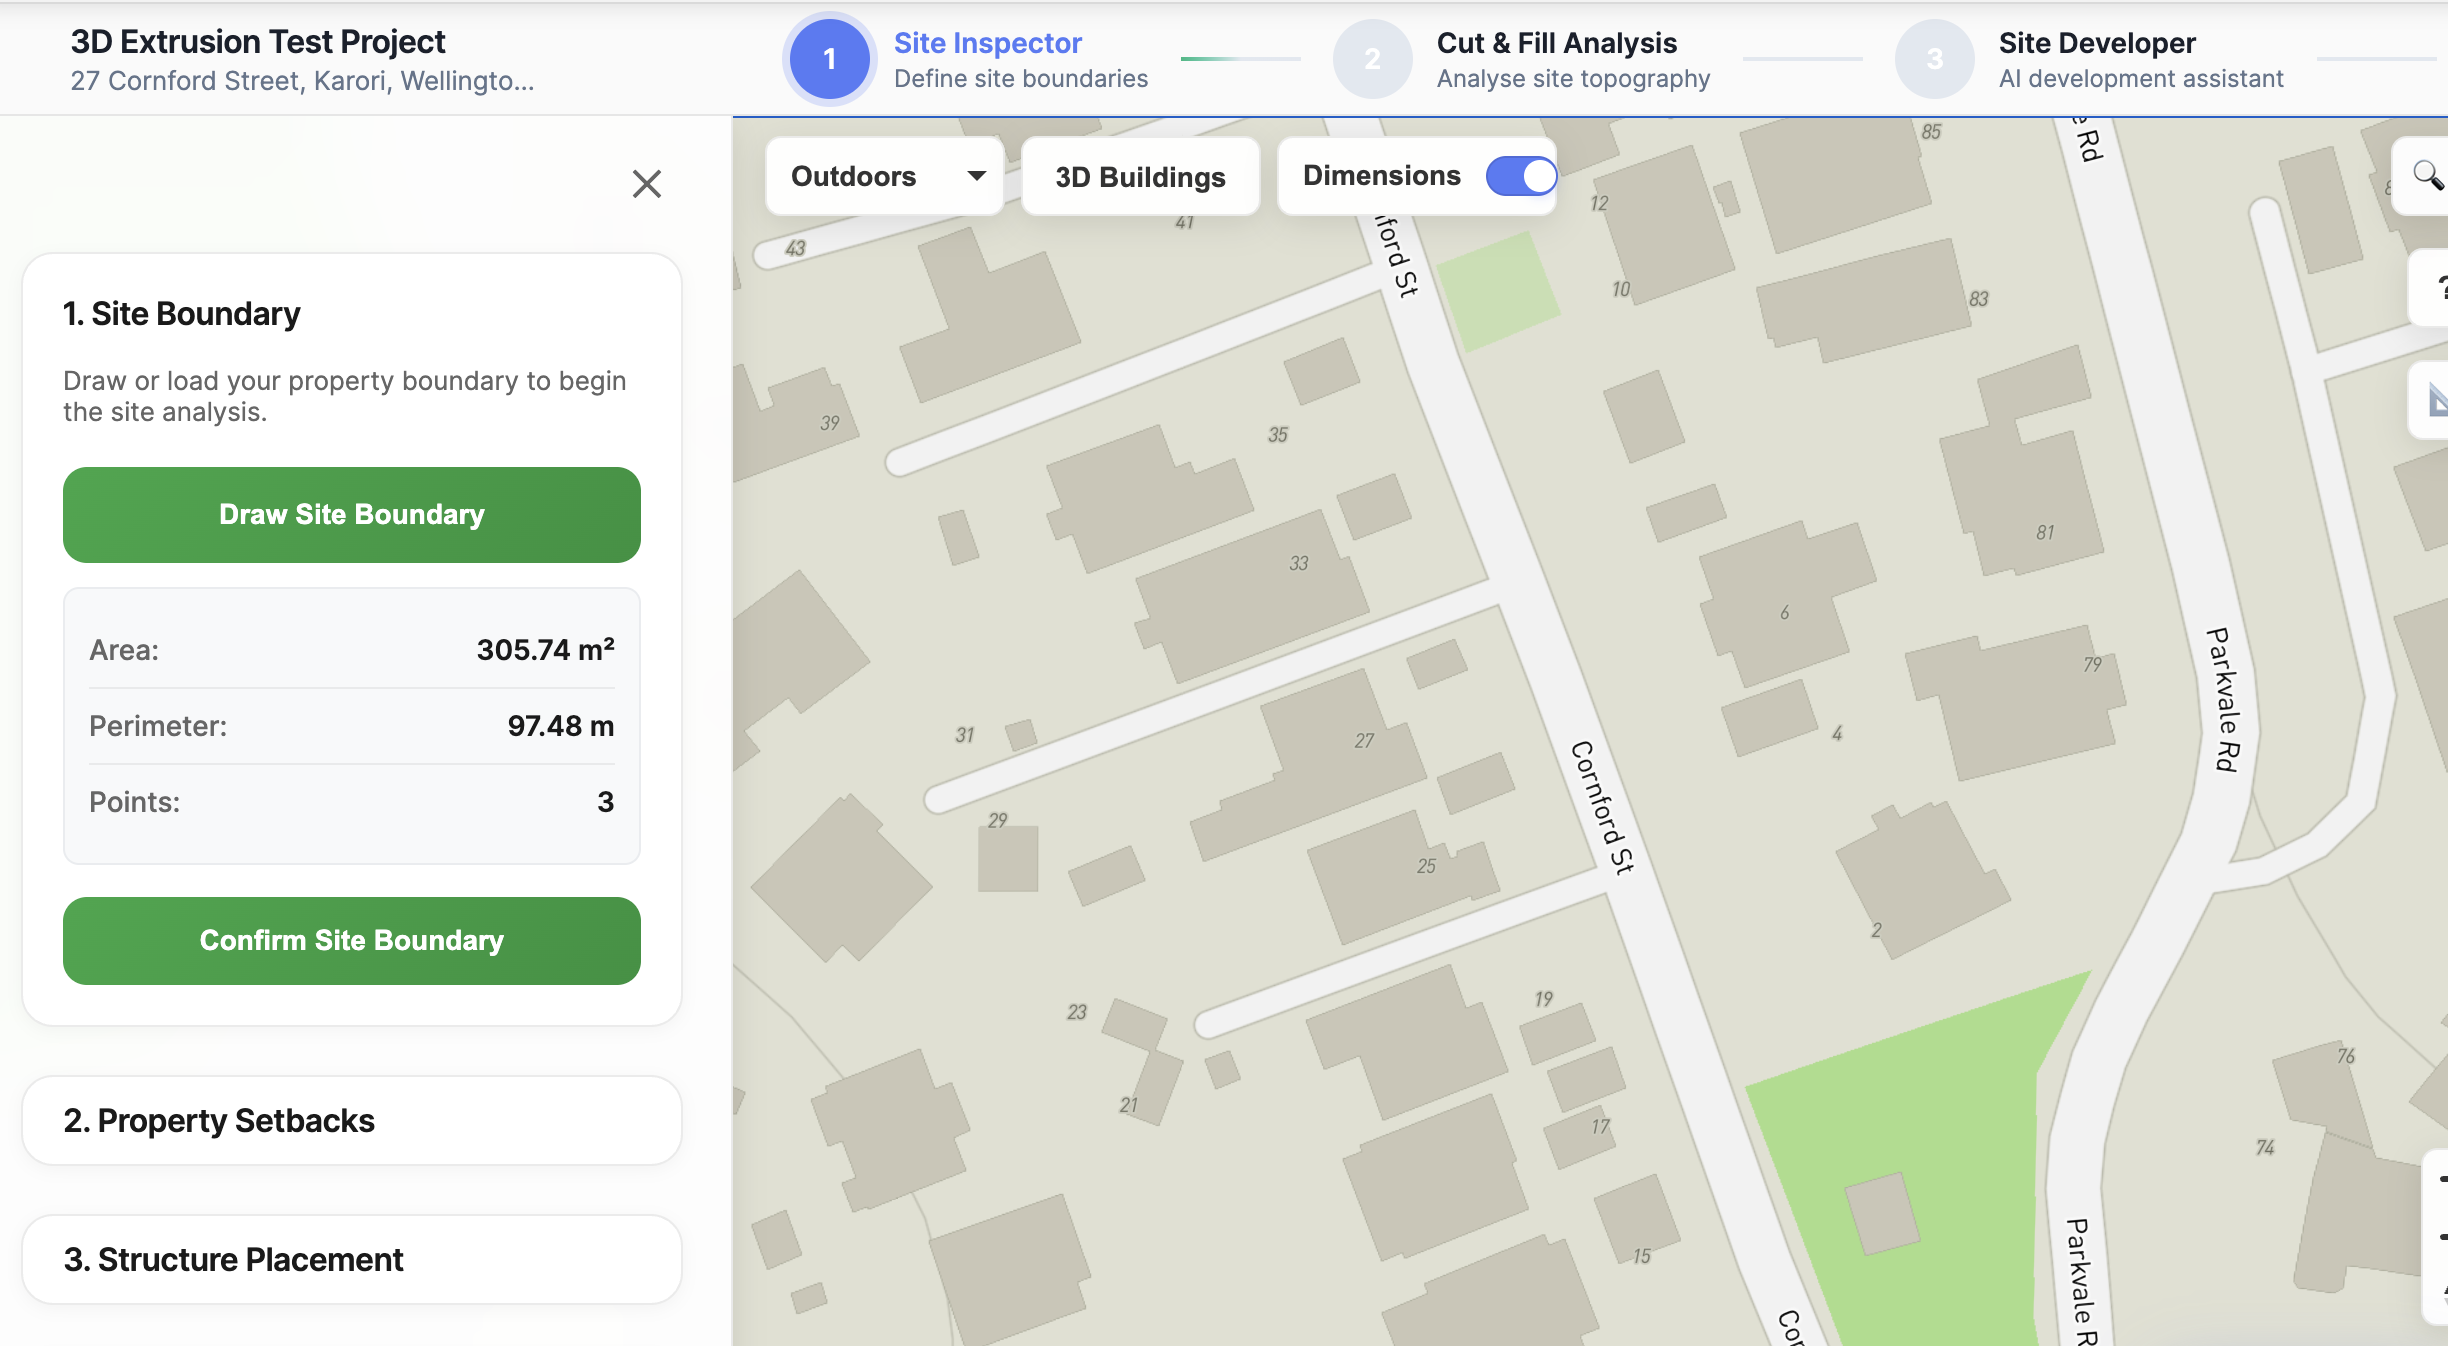 3D Extrusion Test Project
27 Cornford Street, Karori, Wellingto...
1
Site Inspector
Define site boundaries
2
Cut & Fill Analysis
Analyse site topography
3
Site Developer
AI development assistant
1. Site Boundary
Draw or load your property boundary to begin
the site analysis.
Draw Site Boundary
Area: 305.74 m²
Perimeter: 97.48 m
Points: 3
Confirm Site Boundary
2. Property Setbacks
3. Structure Placement
Outdoors
3D Buildings
Dimensions
85
e Rd
12
43
41
nford St
10
83
39
35
33
81
6
79
Parkvale Rd
31
27
4
Cornford St
29
25
2
19
23
76
21
17
74
15
Parkvale R
Cor
?